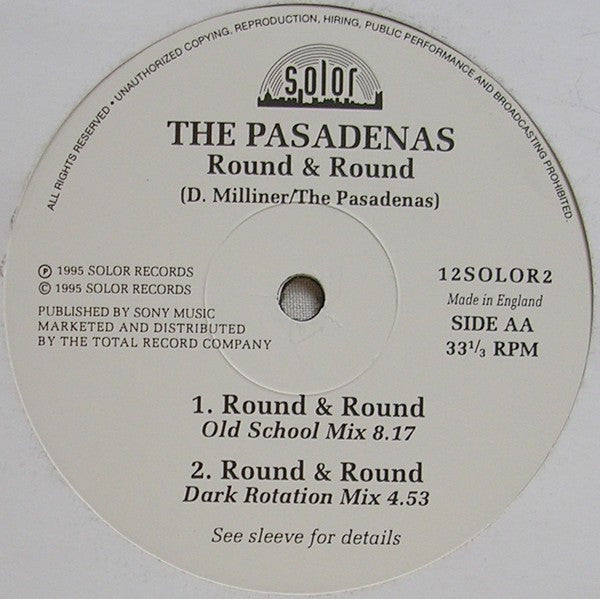 ALL RIGHTS RESERVED • UNAUTHORIZED COPYING, REPRODUCTION, HIRING, PUBLIC PERFORMANCE AND BROADCASTING PROHIBITED.
solor
THE PASADENAS
Round & Round
(D. Milliner/The Pasadenas)
℗ 1995 SOLOR RECORDS
© 1995 SOLOR RECORDS
PUBLISHED BY SONY MUSIC
MARKETED AND DISTRIBUTED
BY THE TOTAL RECORD COMPANY
12SOLOR2
Made in England
SIDE AA
33⅓ RPM
1. Round & Round
Old School Mix 8.17
2. Round & Round
Dark Rotation Mix 4.53
See sleeve for details